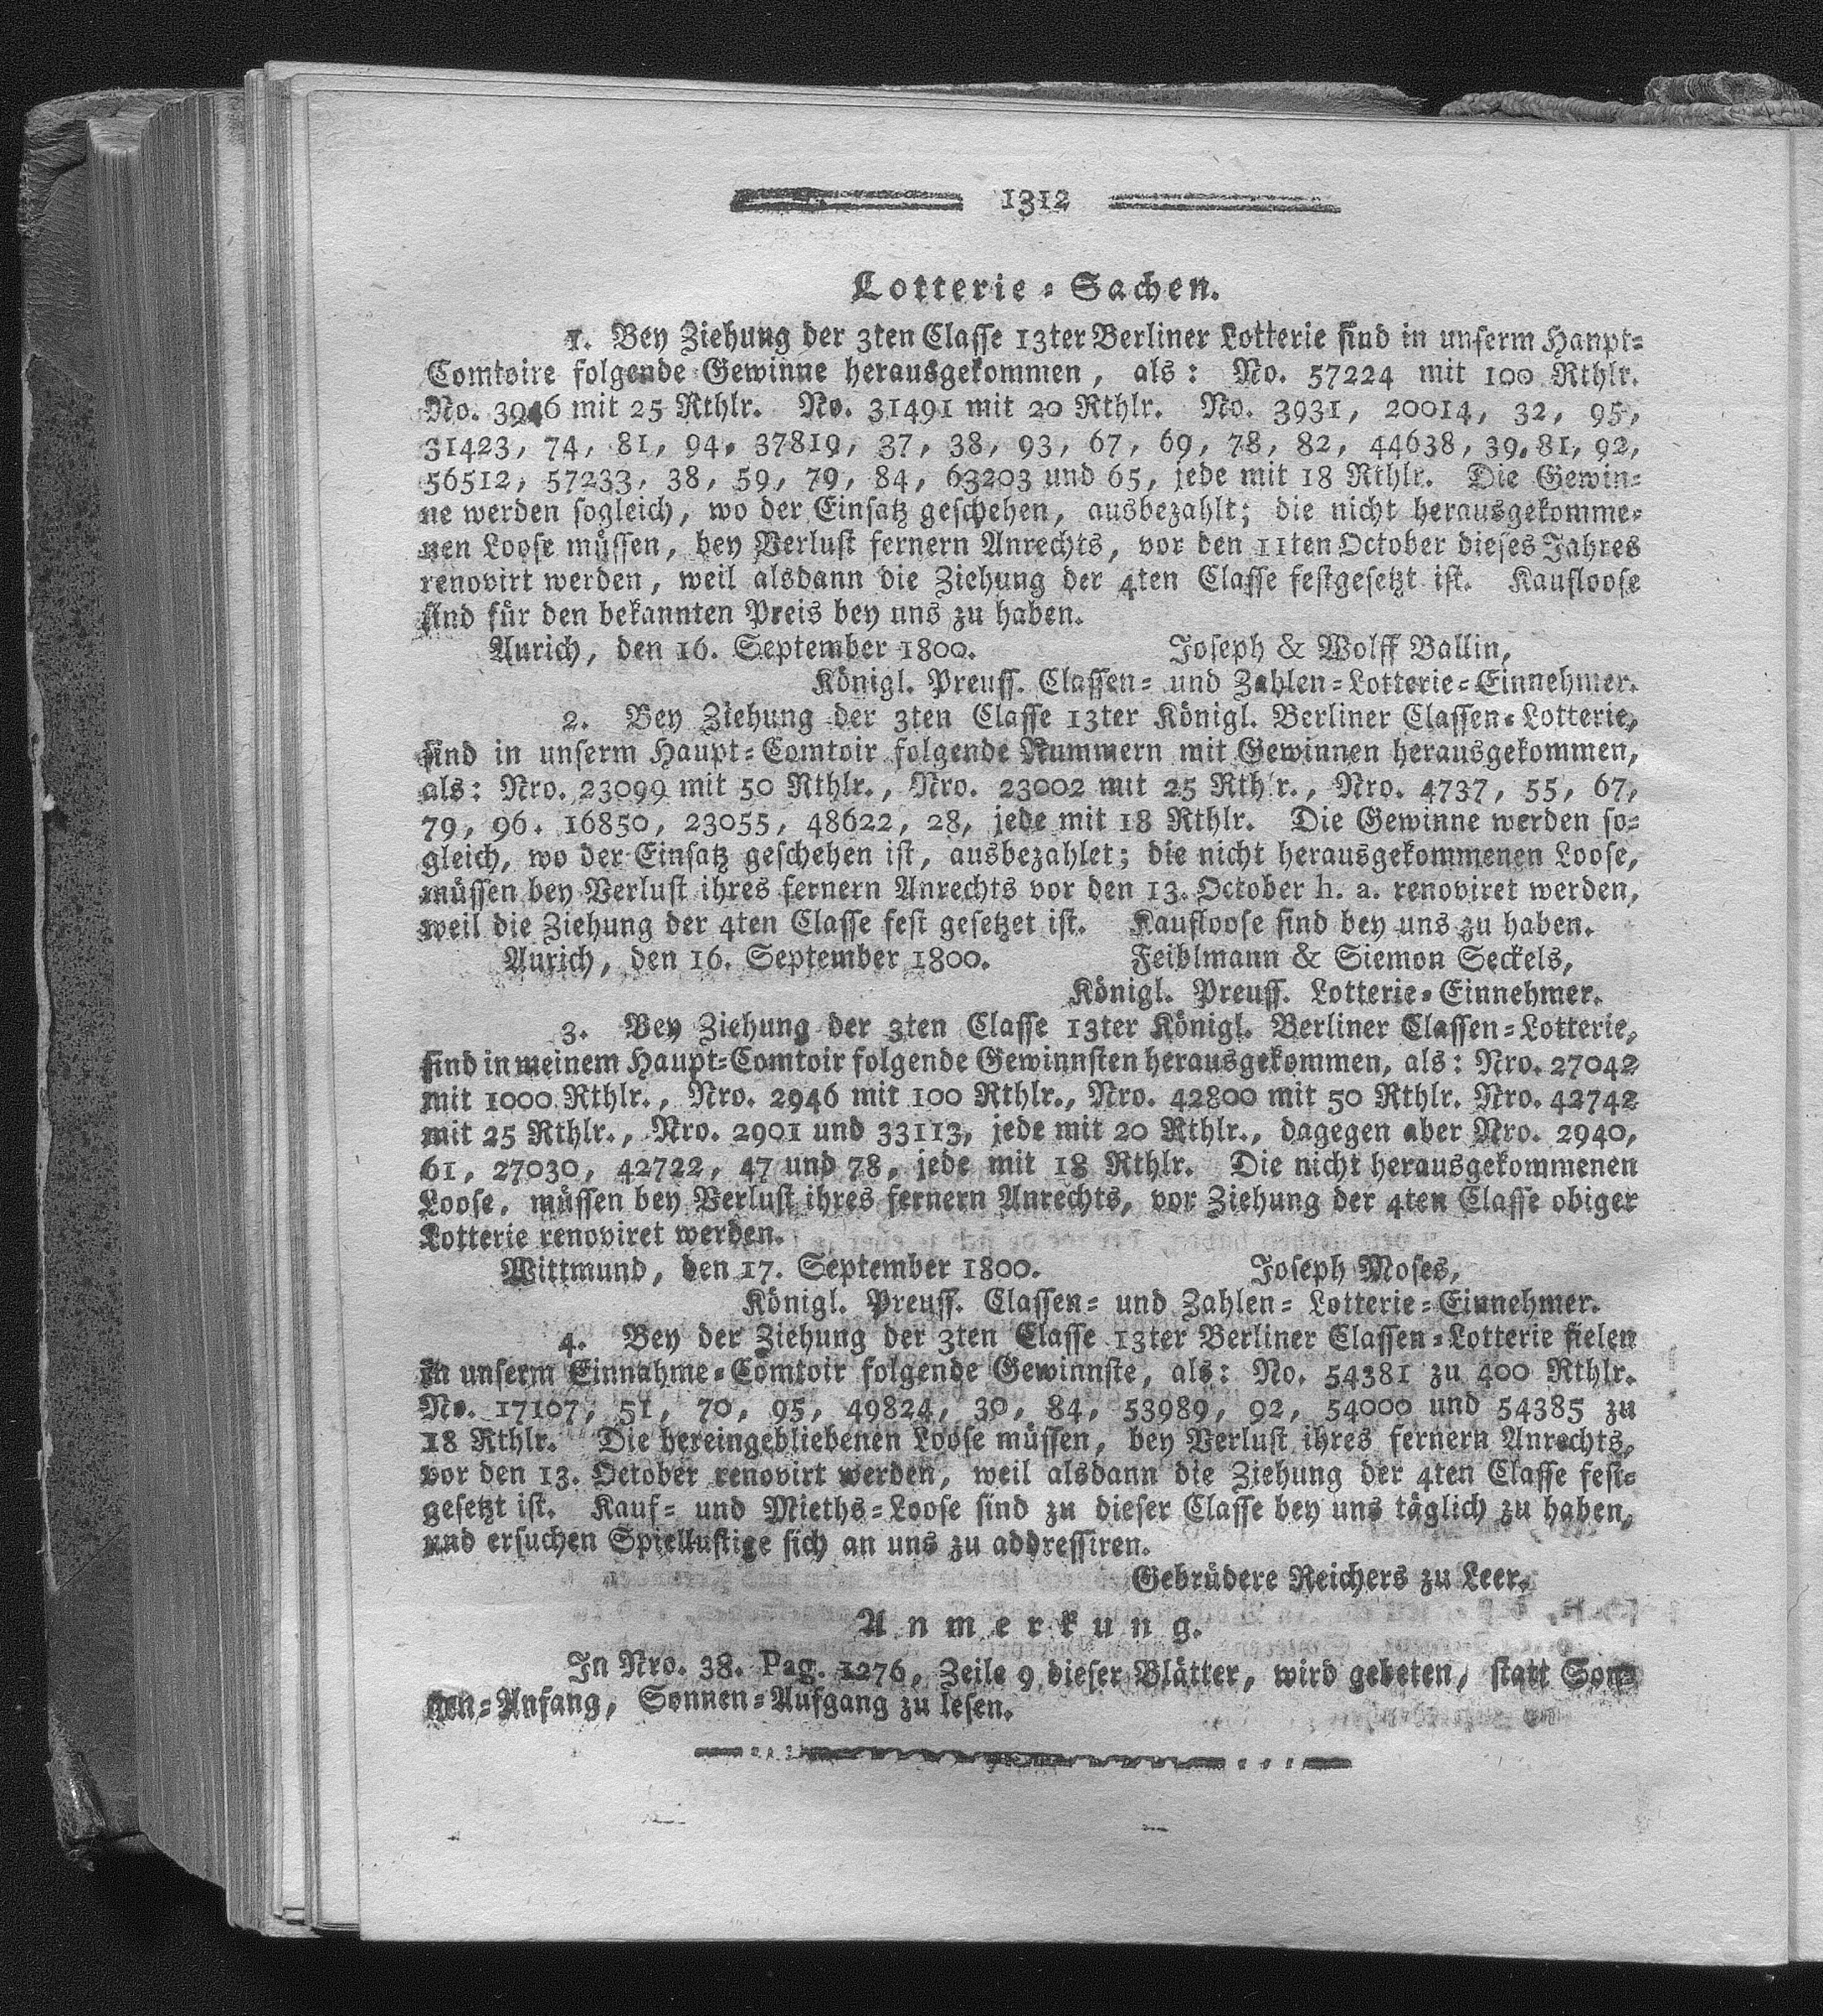 1312
Lotterie-Sachen.
1. Bey Ziehung der 3ten Classe 13ter Berliner Lotterie sind in unserm Hanpt-
Comtoire folgende Gewinne herausgekommen, als: No. 57224 mit 100 Rthlr.
No. 3946 mit 25 Rthlr. No. 31491 mit 20 Rthlr. No. 3931, 20014, 32, 95,
31423, 74, 81, 94, 37819, 37, 38, 93, 67, 69, 78, 82, 44638, 39, 81, 92,
56512, 57233, 38, 59, 79, 84, 63203 und 65, jede mit 18 Rthlr. Die Gewin-
ne werden sogleich, wo der Einsatz geschehen, ausbezahlt; die nicht herausgekomme-
nen Loose müssen, bey Verlust fernern Anrechts, vor den 11ten October dieses Jahres
renovirt werden, weil alsdann die Ziehung der 4ten Classe festgesetzt ist. Kaufloose
sind für den bekannten Preis bey uns zu haben.
Aurich, den 16. September 1800. Joseph & Wolff Ballin,
Königl. Preuss. Classen- und Zahlen-Lotterie-Einnehmer.
2. Bey Ziehung der 3ten Classe 13ter Königl. Berliner Classen-Lotterie,
sind in unserm Haupt-Comtoir folgende Nummern mit Gewinnen herausgekommen,
als: Nro. 23099 mit 50 Rthlr., Nro. 23002 mit 25 Rth r., Nro. 4737, 55, 67,
79, 96. 16850, 23055, 48622, 28, jede mit 18 Rthlr. Die Gewinne werden so-
gleich, wo der Einsatz geschehen ist, ausbezahlet; die nicht herausgekommenen Loose,
müssen bey Verlust ihres fernern Anrechts vor den 13. October h. a. renoviret werden,
weil die Ziehung der 4ten Classe fest gesetzet ist. Kaufloose sind bey uns zu haben.
Aurich, den 16. September 1800. Feiblmann & Siemon Seckels,
Königl. Preuss. Lotterie-Einnehmer.
3. Bey Ziehung der 3ten Classe 13ter Königl. Berliner Classen-Lotterie,
sind in meinem Haupt-Comtoir folgende Gewinnsten herausgekommen, als: Nro. 27042
mit 1000 Rthlr., Nro. 2946 mit 100 Rthlr., Nro. 42800 mit 50 Rthlr. Nro. 42742
mit 25 Rthlr., Nro. 2901 und 33113, jede mit 20 Rthlr., dagegen aber Nro. 2940,
61, 27030, 42722, 47 und 78, jede mit 18 Rthlr. Die nicht herausgekommenen
Loose, müssen bey Verlust ihres fernern Anrechts, vor Ziehung der 4ten Classe obiger
Lotterie renoviret werden.
Wittmund, den 17. September 1800. Joseph Moses,
Königl. Preuss. Classen- und Zahlen-Lotterie-Einnehmer.
4. Bey der Ziehung der 3ten Classe 13ter Berliner Classen-Lotterie fielen
in unserm Einnahme-Comtoir folgende Gewinnste, als: No. 54381 zu 400 Rthlr.
No. 17107, 51, 70, 95, 49824, 30, 84, 53989, 92, 54000 und 54385 zu
18 Rthlr. Die hereingebliebenen Loose müssen, bey Verlust ihres fernern Anrechts,
vor den 13. October renovirt werden, weil alsdann die Ziehung der 4ten Classe fest-
gesetzt ist. Kauf- und Mieths-Loose sind zu dieser Classe bey uns täglich zu haben,
und ersuchen Spiellustige sich an uns zu addressiren.
Gebrüdere Reichers zu Leer.
Anmerkung.
In Nro. 38. Pag. 1276, Zeile 9 dieser Blätter, wird gebeten, statt Son-
nen-Anfang, Sonnen-Aufgang zu lesen.